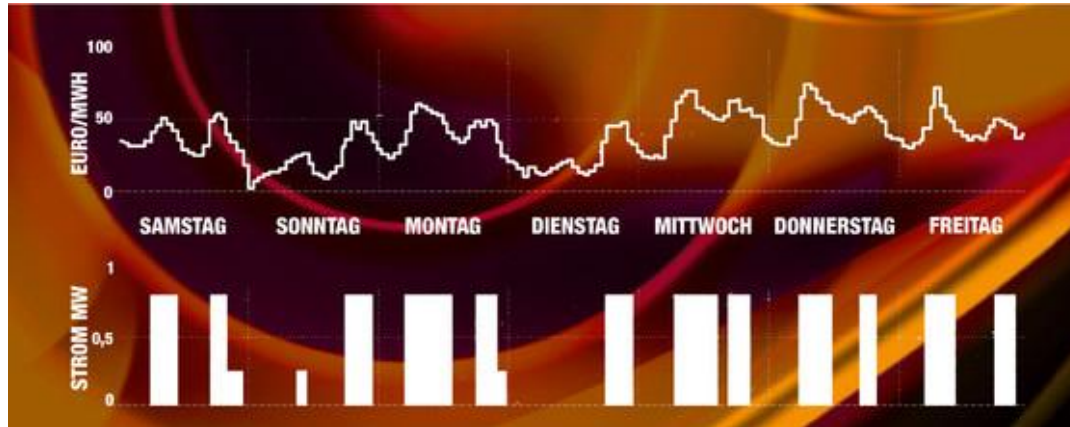 100
50
0
EURO/MWH
SAMSTAG SONNTAG MONTAG DIENSTAG MITTWOCH DONNERSTAG FREITAG
1
0,5
0
STROM MW